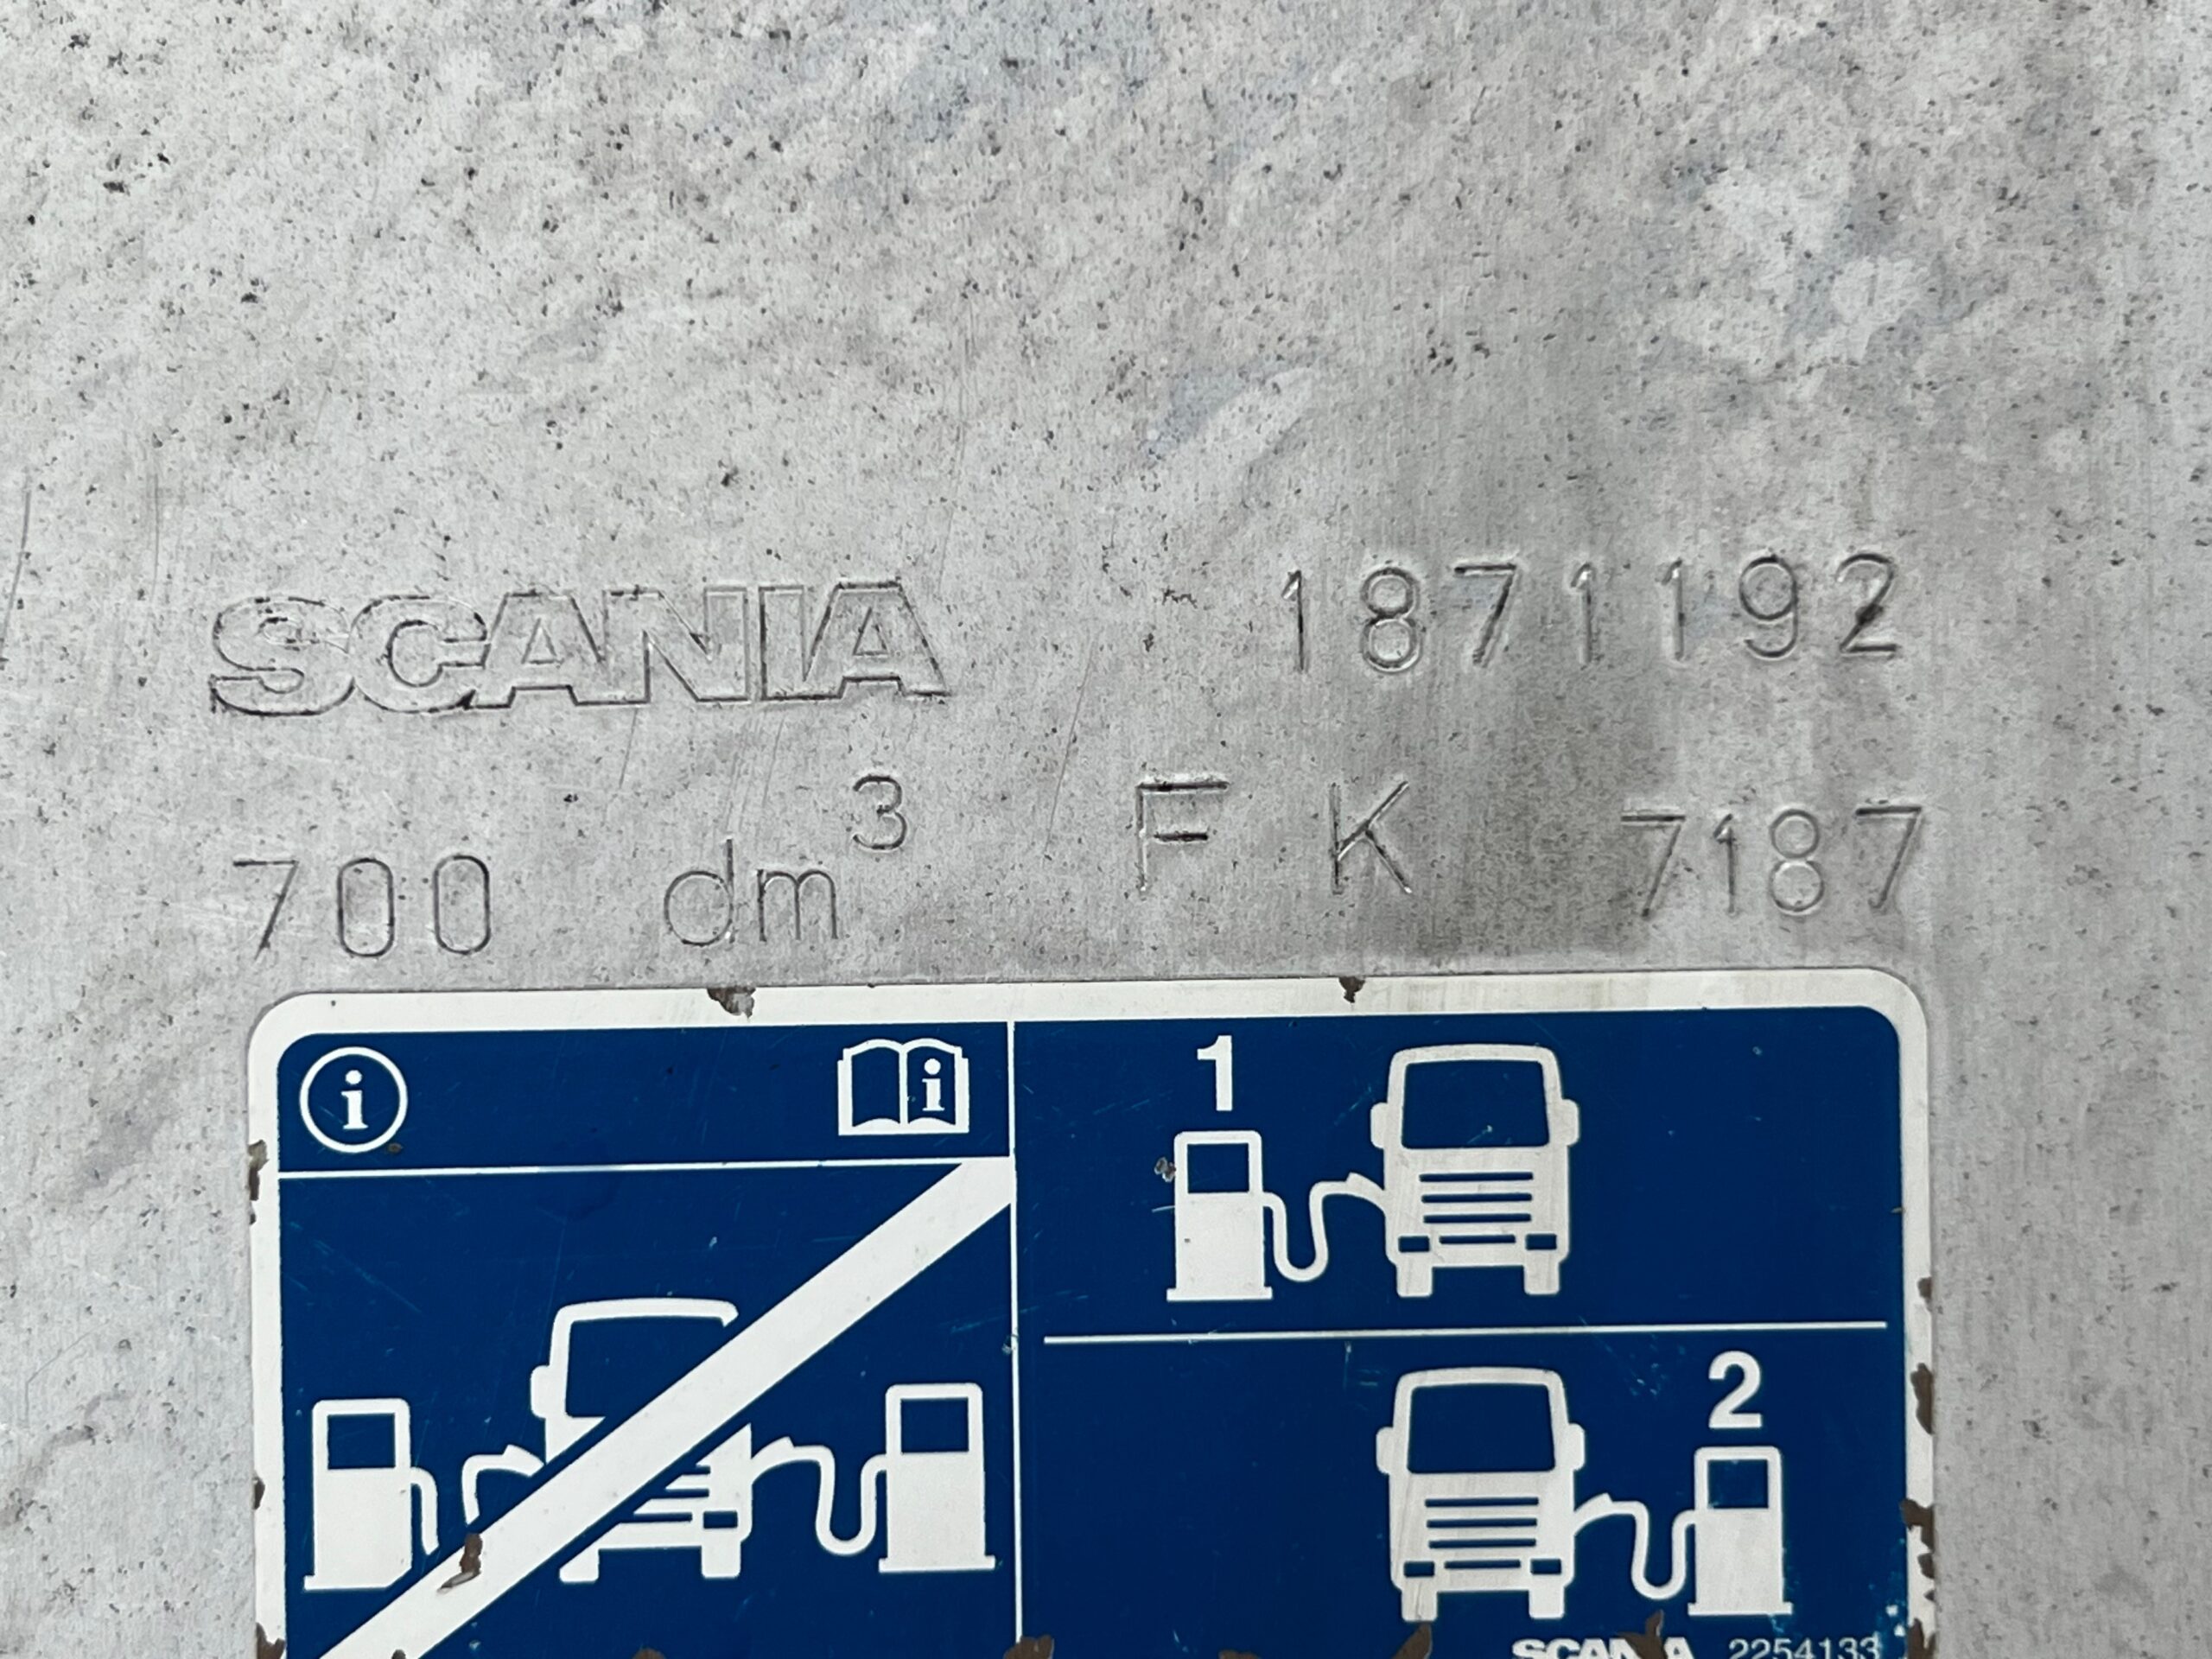 SCANIA 1871192
700 dm³ F K 7187
i i 1
2
SCANIA 2254133